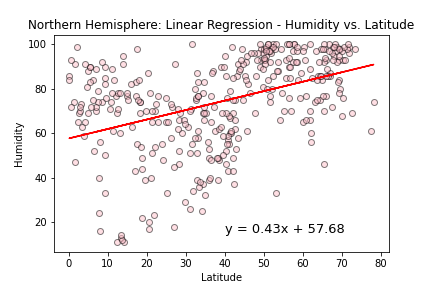 Northern Hemisphere: Linear Regression - Humidity vs. Latitude
100
80
60
40
20
Humidity
y = 0.43x + 57.68
0 10 20 30 40 50 60 70 80
Latitude